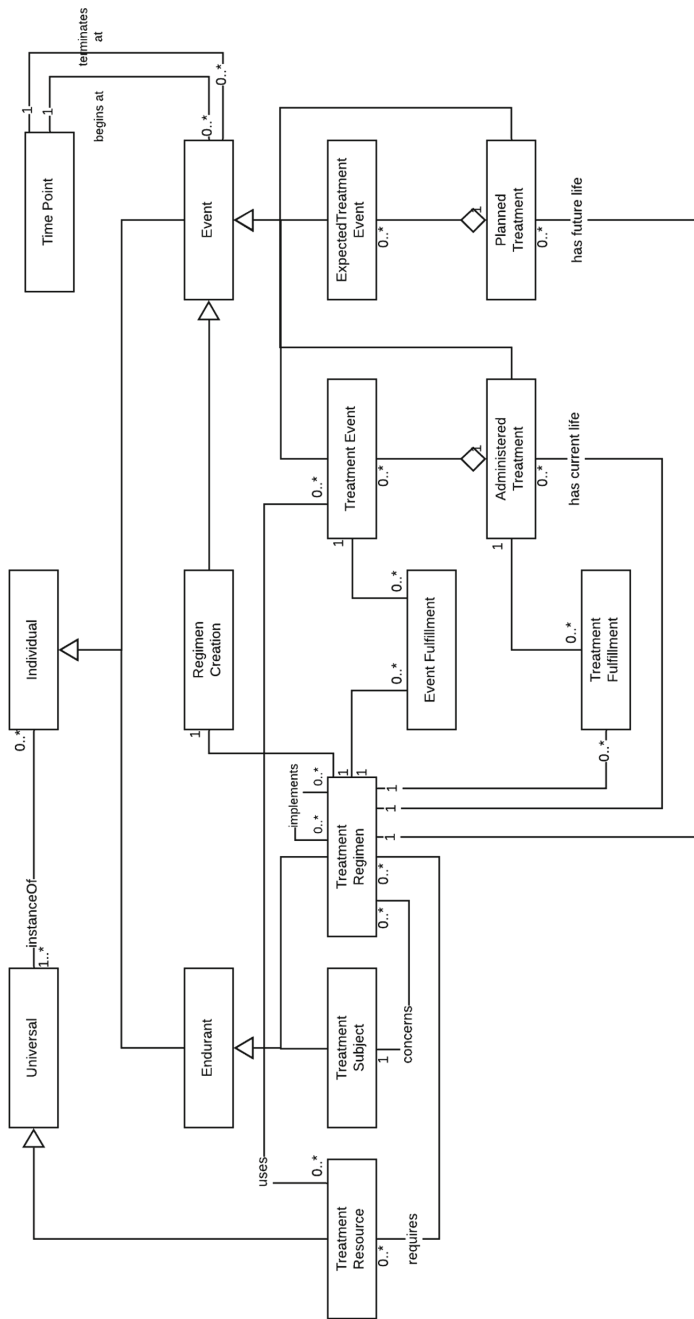 Universal
1..*
instanceOf
0..*
Individual
Time Point
1
1
begins at
terminates
at
0..*
0..*
Endurant
Regimen
Creation
1
Event
uses
Treatment
Resource
0..*
0..*
requires
Treatment
Subject
1
concerns
Treatment
Regimen
implements
0..*
0..*
0..*
0..*
1
1
1
1
1
Treatment Event
0..*
0..*
1
ExpectedTreatment
Event
0..*
Event Fulfillment
0..*
0..*
Administered
Treatment
1
1
0..*
has current life
Planned
Treatment
1
0..*
has future life
Treatment
Fulfillment
0..*
0..*